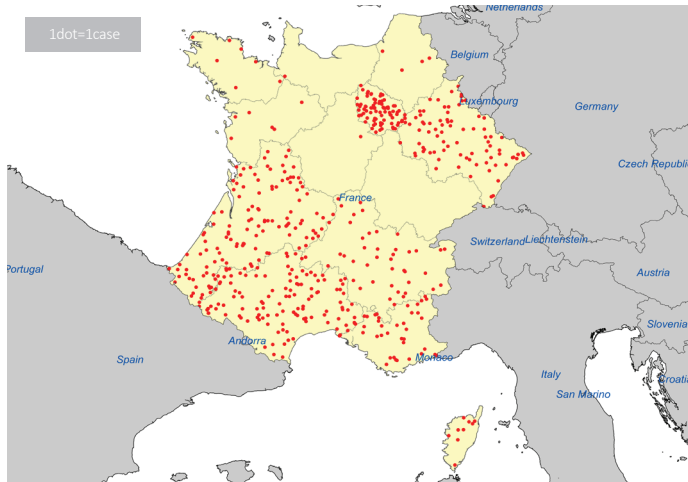 1dot=1case
Netherlands
Belgium
Luxembourg
Germany
Czech Republic
France
Switzerland
Liechtenstein
Austria
Portugal
Slovenia
Andorra
Monaco
Spain
Italy
Croatia
San Marino